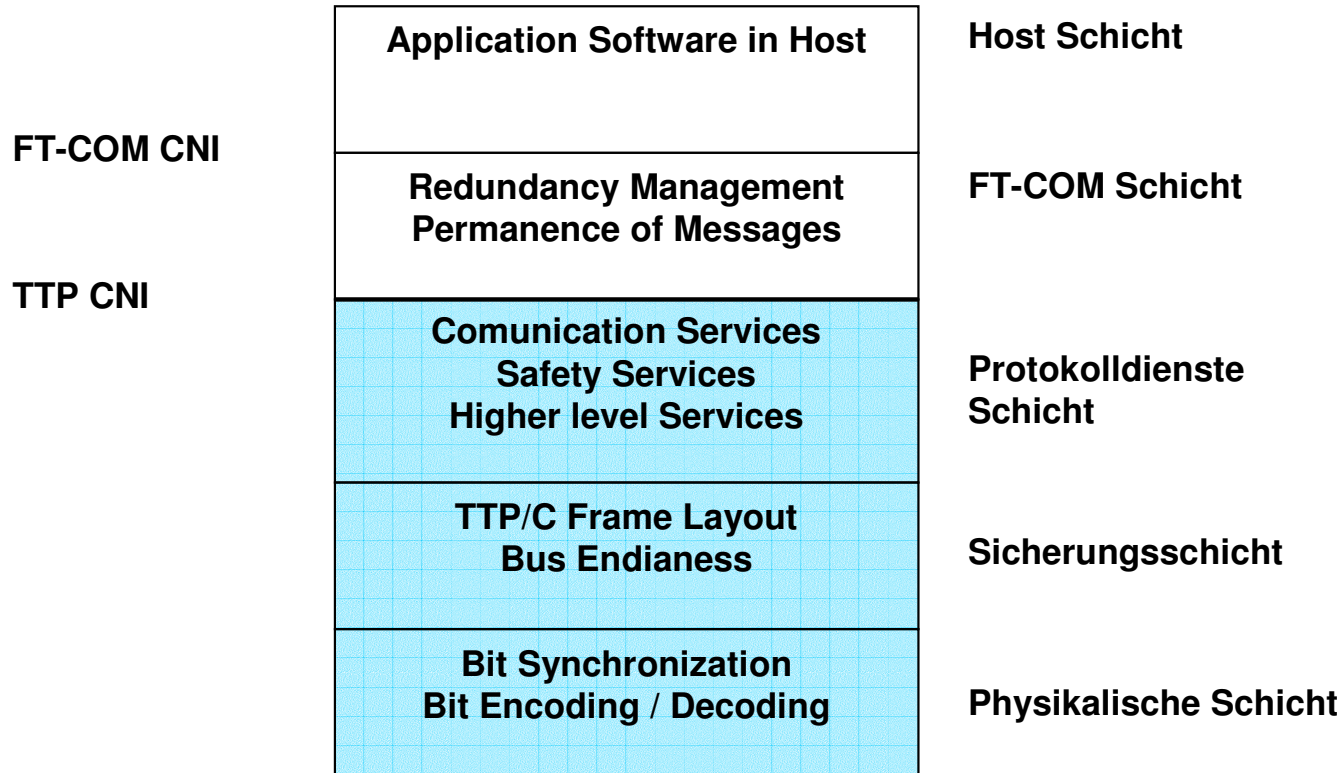 Application Software in Host
Host Schicht
FT-COM CNI
Redundancy Management
Permanence of Messages
FT-COM Schicht
TTP CNI
Comunication Services
Safety Services
Higher level Services
Protokolldienste
Schicht
TTP/C Frame Layout
Bus Endianess
Sicherungsschicht
Bit Synchronization
Bit Encoding / Decoding
Physikalische Schicht